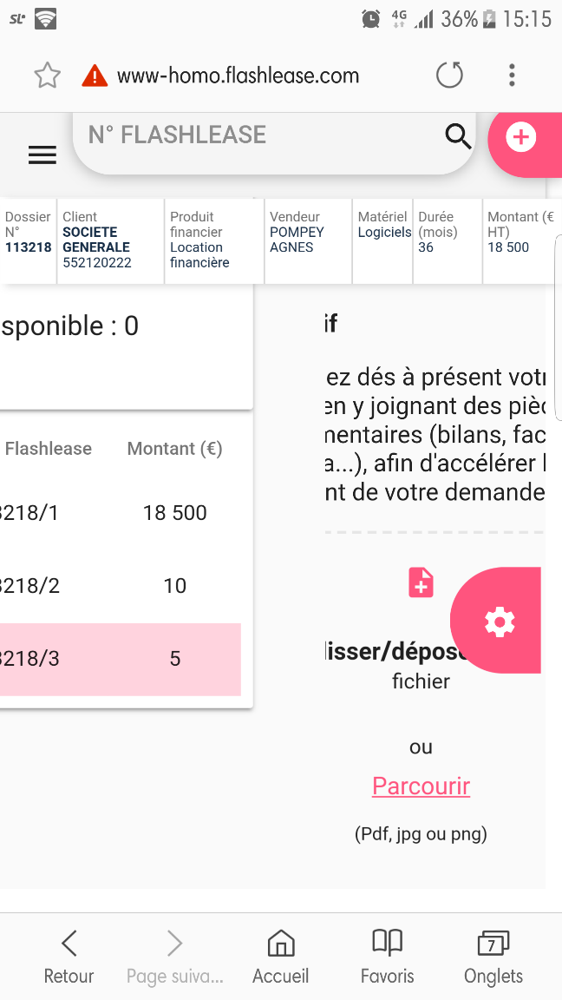 SL
4G
36%
15:15
www-homo.flashlease.com
N° FLASHLEASE
Dossier
N°
113218
Client
SOCIETE
GENERALE
552120222
Produit
financier
Location
financière
Vendeur
POMPEY
AGNES
Matériel
Logiciels
Durée
(mois)
36
Montant (€
HT)
18 500
sponible : 0
Flashlease Montant (€)
3218/1 18 500
3218/2 10
3218/3 5
if
ez dés à présent votr
en y joignant des pièc
mentaires (bilans, fac
a...), afin d'accélérer l
nt de votre demande
lisser/dépose
fichier
ou
Parcourir
(Pdf, jpg ou png)
Retour
Page suiva...
Accueil
Favoris
7
Onglets